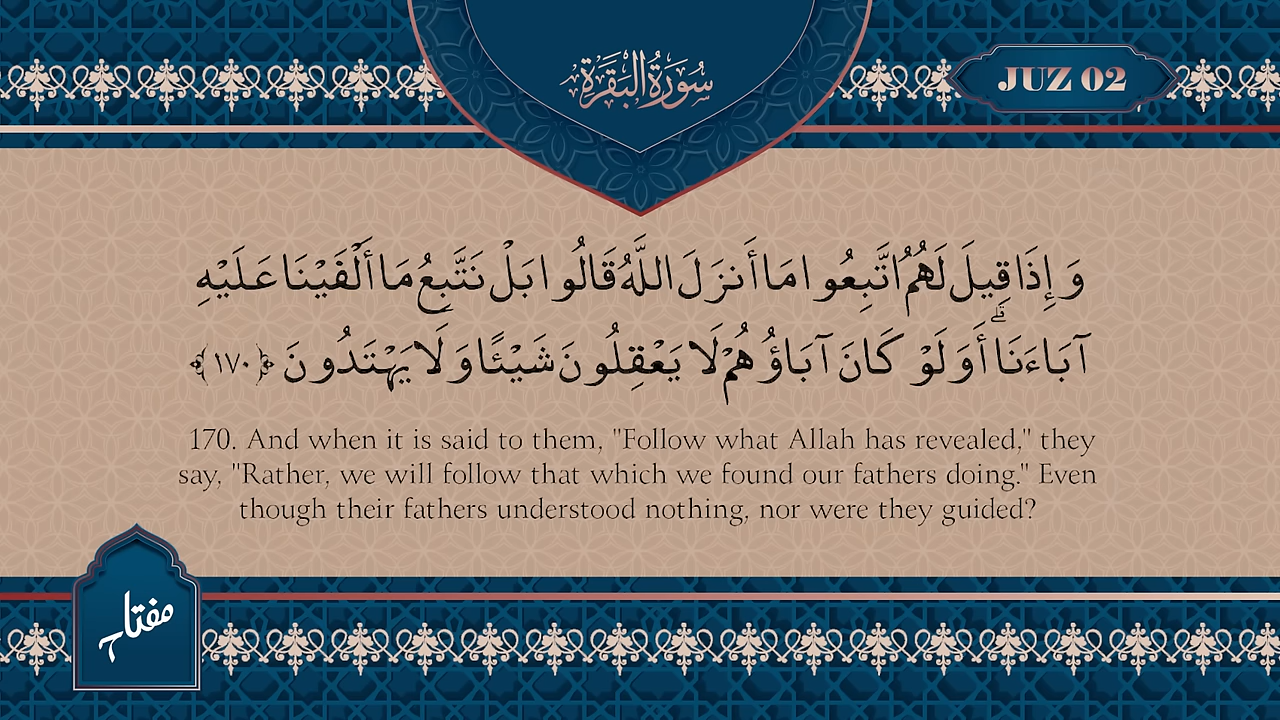 سُورَةُ البَقَرَةِ
JUZ 02
وَإِذَا قِيلَ لَهُمُ اتَّبِعُوا مَا أَنزَلَ اللَّهُ قَالُوا بَلْ نَتَّبِعُ مَا أَلْفَيْنَا عَلَيْهِ
آبَاءَنَا ۗ أَوَلَوْ كَانَ آبَاؤُهُمْ لَا يَعْقِلُونَ شَيْئًا وَلَا يَهْتَدُونَ ﴿١٧٠﴾
170. And when it is said to them, "Follow what Allah has revealed," they
say, "Rather, we will follow that which we found our fathers doing." Even
though their fathers understood nothing, nor were they guided?
مفتاح